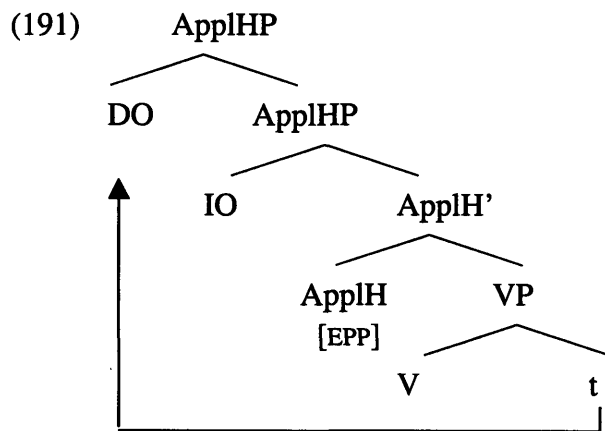 (191) ApplHP
DO ApplHP
IO ApplH'
ApplH VP
[EPP]
V t